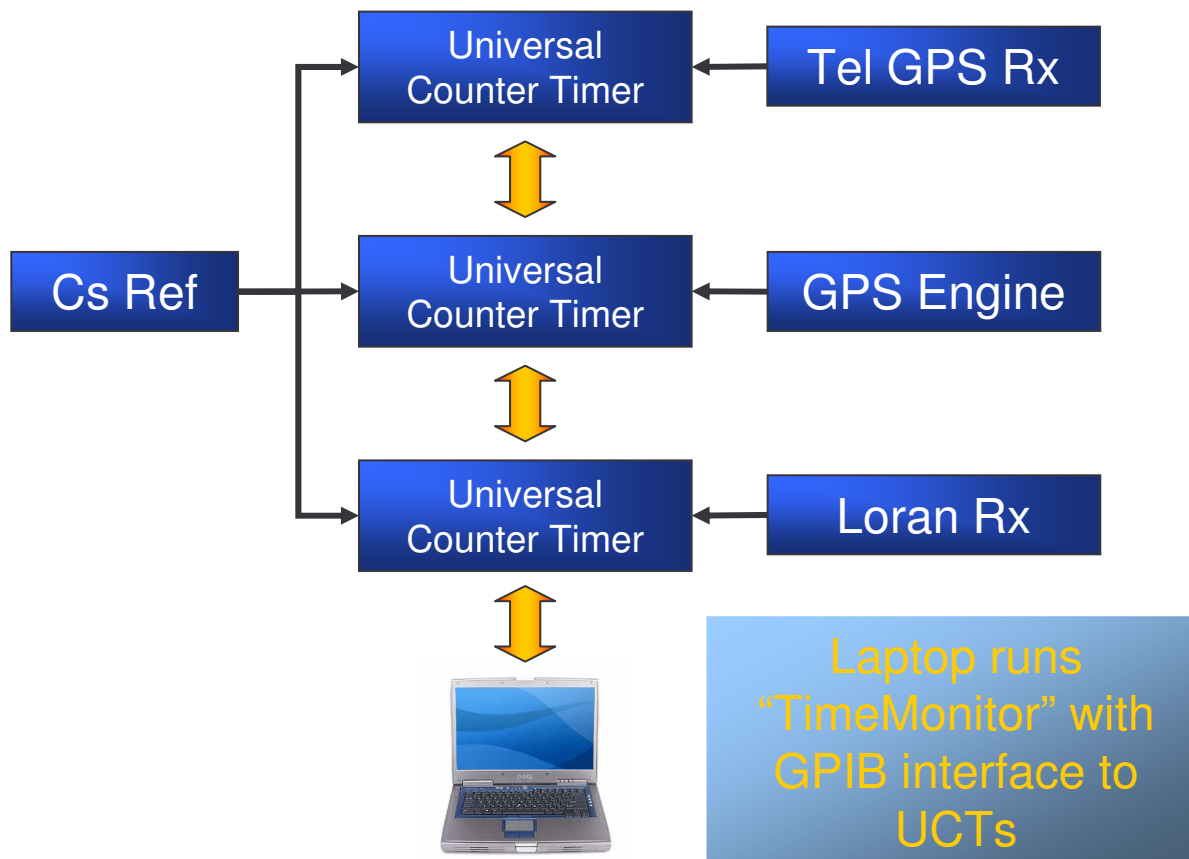 Universal
Counter Timer
Tel GPS Rx
Cs Ref
Universal
Counter Timer
GPS Engine
Universal
Counter Timer
Loran Rx
DELL
Laptop runs
“TimeMonitor” with
GPIB interface to
UCTs